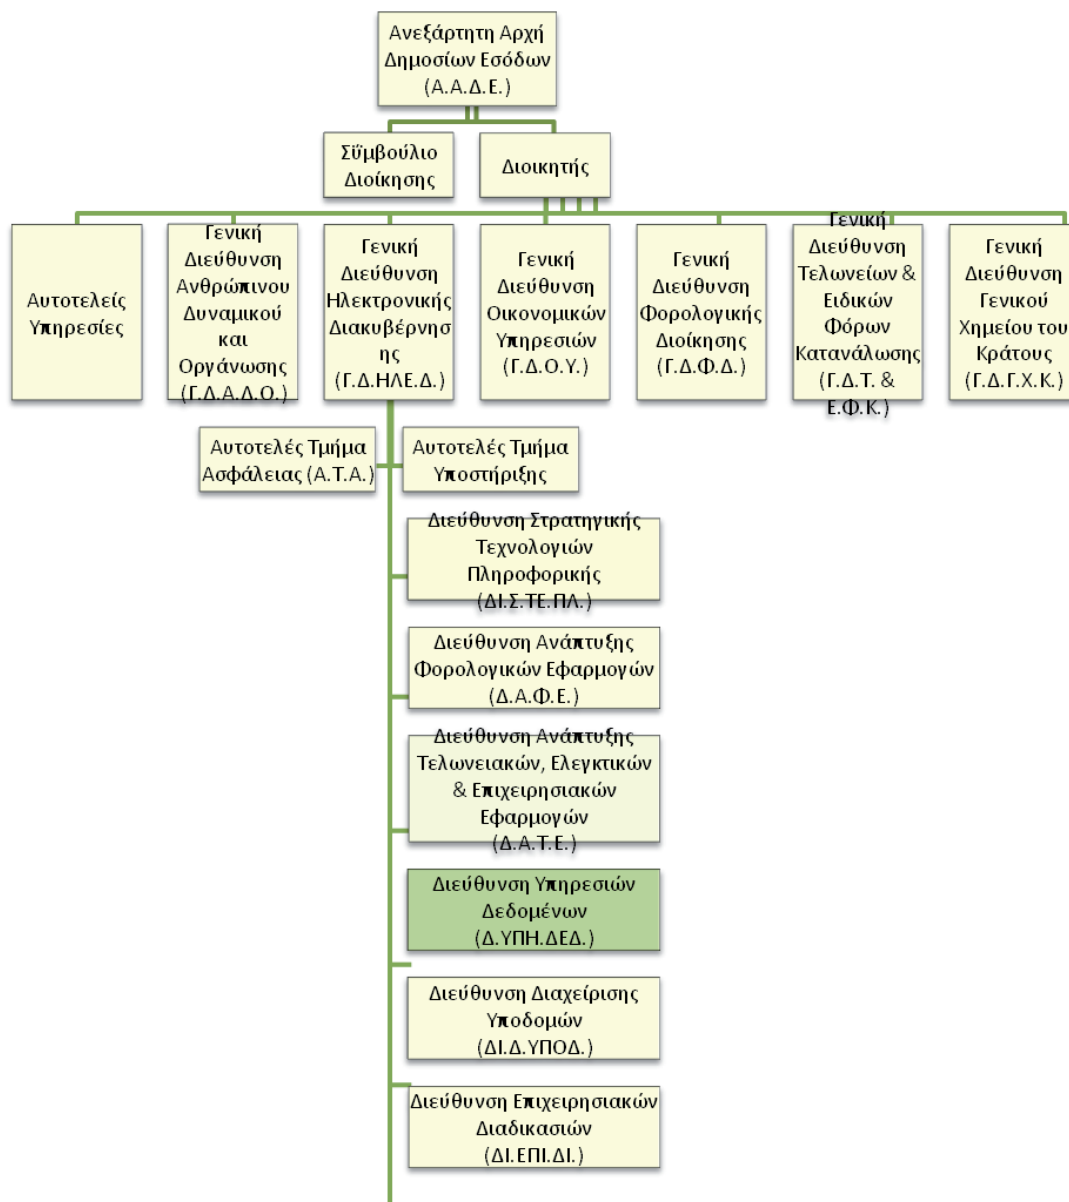 Ανεξάρτητη Αρχή
Δημοσίων Εσόδων
(Α.Α.Δ.Ε.)
Σΰμβούλιο
Διοίκησης
Διοικητής
Αυτοτελείς
Υπηρεσίες
Γενική
Διεύθυνση
Ανθρώπινου
Δυναμικού
και
Οργάνωσης
(Γ.Δ.Α.Δ.Ο.)
Γενική
Διεύθυνση
Ηλεκτρονικής
Διακυβέρνησ
ης
(Γ.Δ.ΗΛΕ.Δ.)
Γενική
Διεύθυνση
Οικονομικών
Υπηρεσιών
(Γ.Δ.Ο.Υ.)
Γενική
Διεύθυνση
Φορολογικής
Διοίκησης
(Γ.Δ.Φ.Δ.)
Γενική
Διεύθυνση
Τελωνείων &
Ειδικών
Φόρων
Κατανάλωσης
(Γ.Δ.Τ. &
Ε.Φ.Κ.)
Γενική
Διεύθυνση
Γενικού
Χημείου του
Κράτους
(Γ.Δ.Γ.Χ.Κ.)
Αυτοτελές Τμήμα
Ασφάλειας (Α.Τ.Α.)
Αυτοτελές Τμήμα
Υποστήριξης
Διεύθυνση Στρατηγικής
Τεχνολογιών
Πληροφορικής
(ΔΙ.Σ.ΤΕ.ΠΛ.)
Διεύθυνση Ανάπτυξης
Φορολογικών Εφαρμογών
(Δ.Α.Φ.Ε.)
Διεύθυνση Ανάπτυξης
Τελωνειακών, Ελεγκτικών
& Επιχειρησιακών
Εφαρμογών
(Δ.Α.Τ.Ε.)
Διεύθυνση Υπηρεσιών
Δεδομένων
(Δ.ΥΠΗ.ΔΕΔ.)
Διεύθυνση Διαχείρισης
Υποδομών
(ΔΙ.Δ.ΥΠΟΔ.)
Διεύθυνση Επιχειρησιακών
Διαδικασιών
(ΔΙ.ΕΠΙ.ΔΙ.)